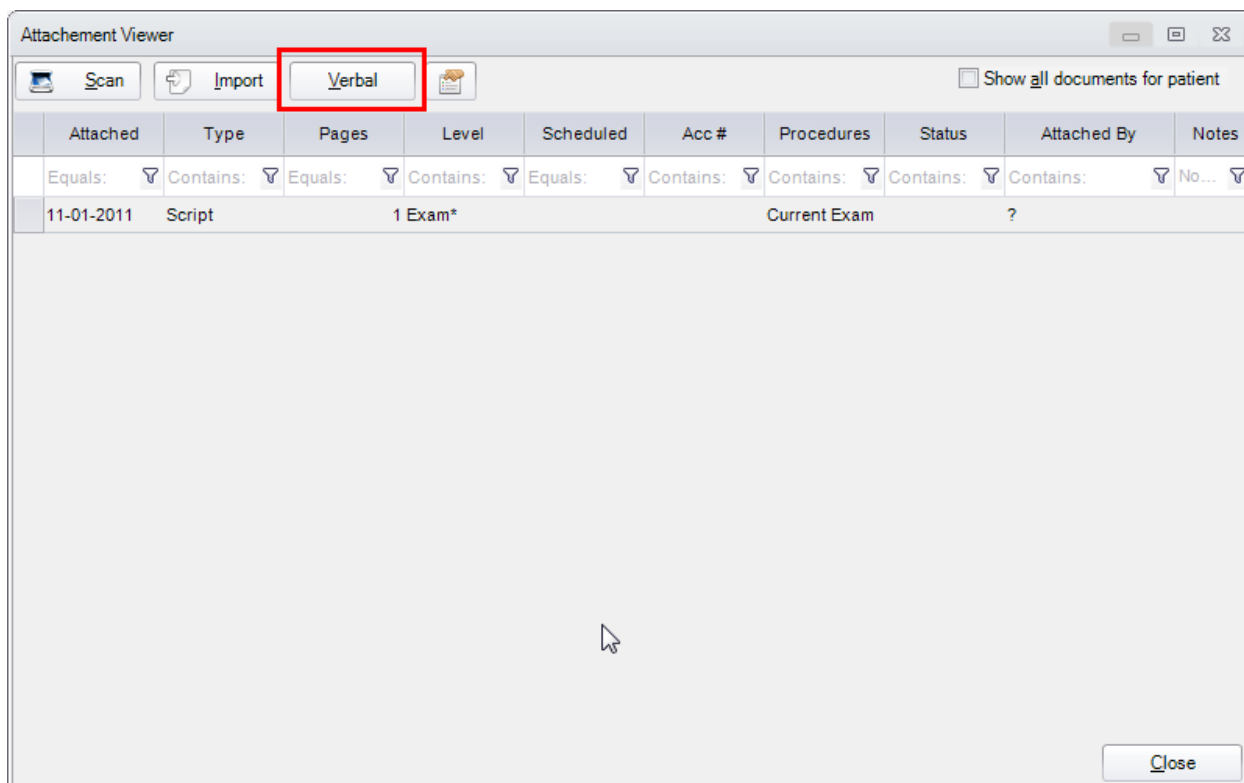 Attachement Viewer
Scan Import Verbal Show all documents for patient
Attached Type Pages Level Scheduled Acc # Procedures Status Attached By Notes
Equals: Contains: Equals: Contains: Equals: Contains: Contains: Contains: Contains: No...
11-01-2011 Script 1 Exam* Current Exam ?
Close